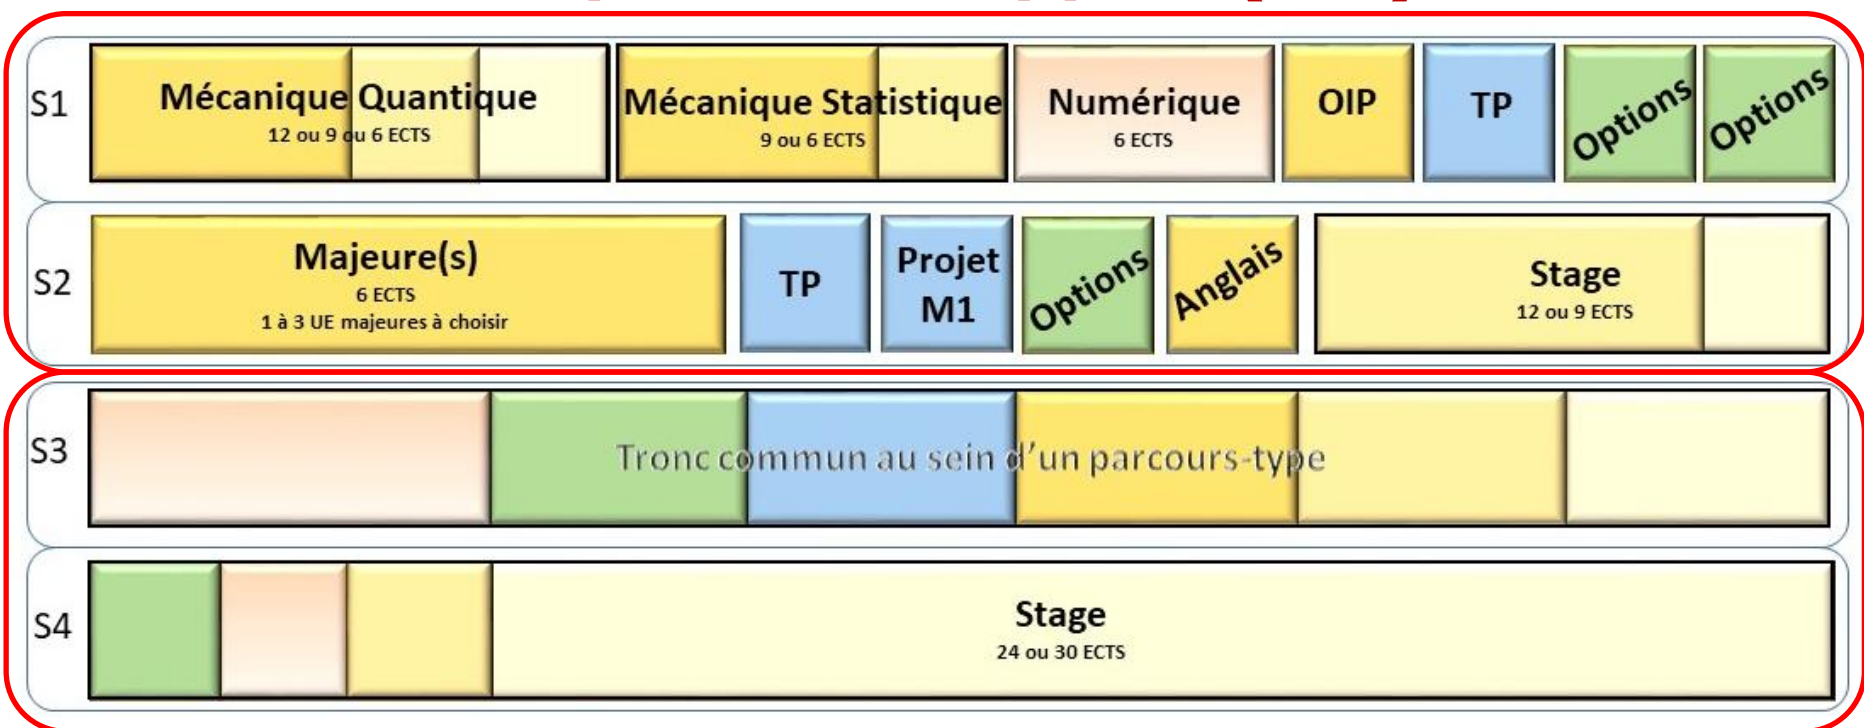 S1
Mécanique Quantique
12 ou 9 ou 6 ECTS
Mécanique Statistique
9 ou 6 ECTS
Numérique
6 ECTS
OIP
TP
Options
Options
S2
Majeure(s)
6 ECTS
1 à 3 UE majeures à choisir
TP
Projet
M1
Options
Anglais
Stage
12 ou 9 ECTS
S3
Tronc commun au sein d'un parcours-type
S4
Stage
24 ou 30 ECTS